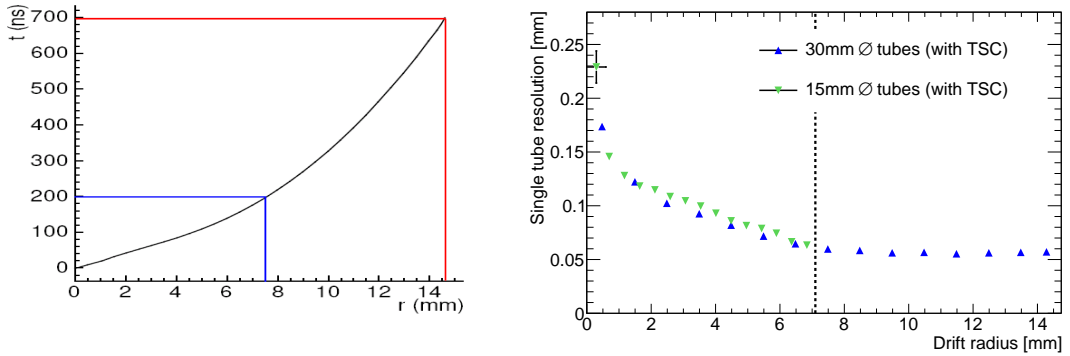 t (ns)
700
600
500
400
300
200
100
0
0 2 4 6 8 10 12 14
r (mm)
Single tube resolution [mm]
0.25
0.2
0.15
0.1
0.05
0
30mm Ø tubes (with TSC)
15mm Ø tubes (with TSC)
0 2 4 6 8 10 12 14
Drift radius [mm]